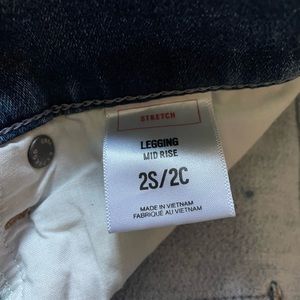 STRETCH
LEGGING
MID RISE
2S/2C
MADE IN VIETNAM
FABRIQUÉ AU VIETNAM